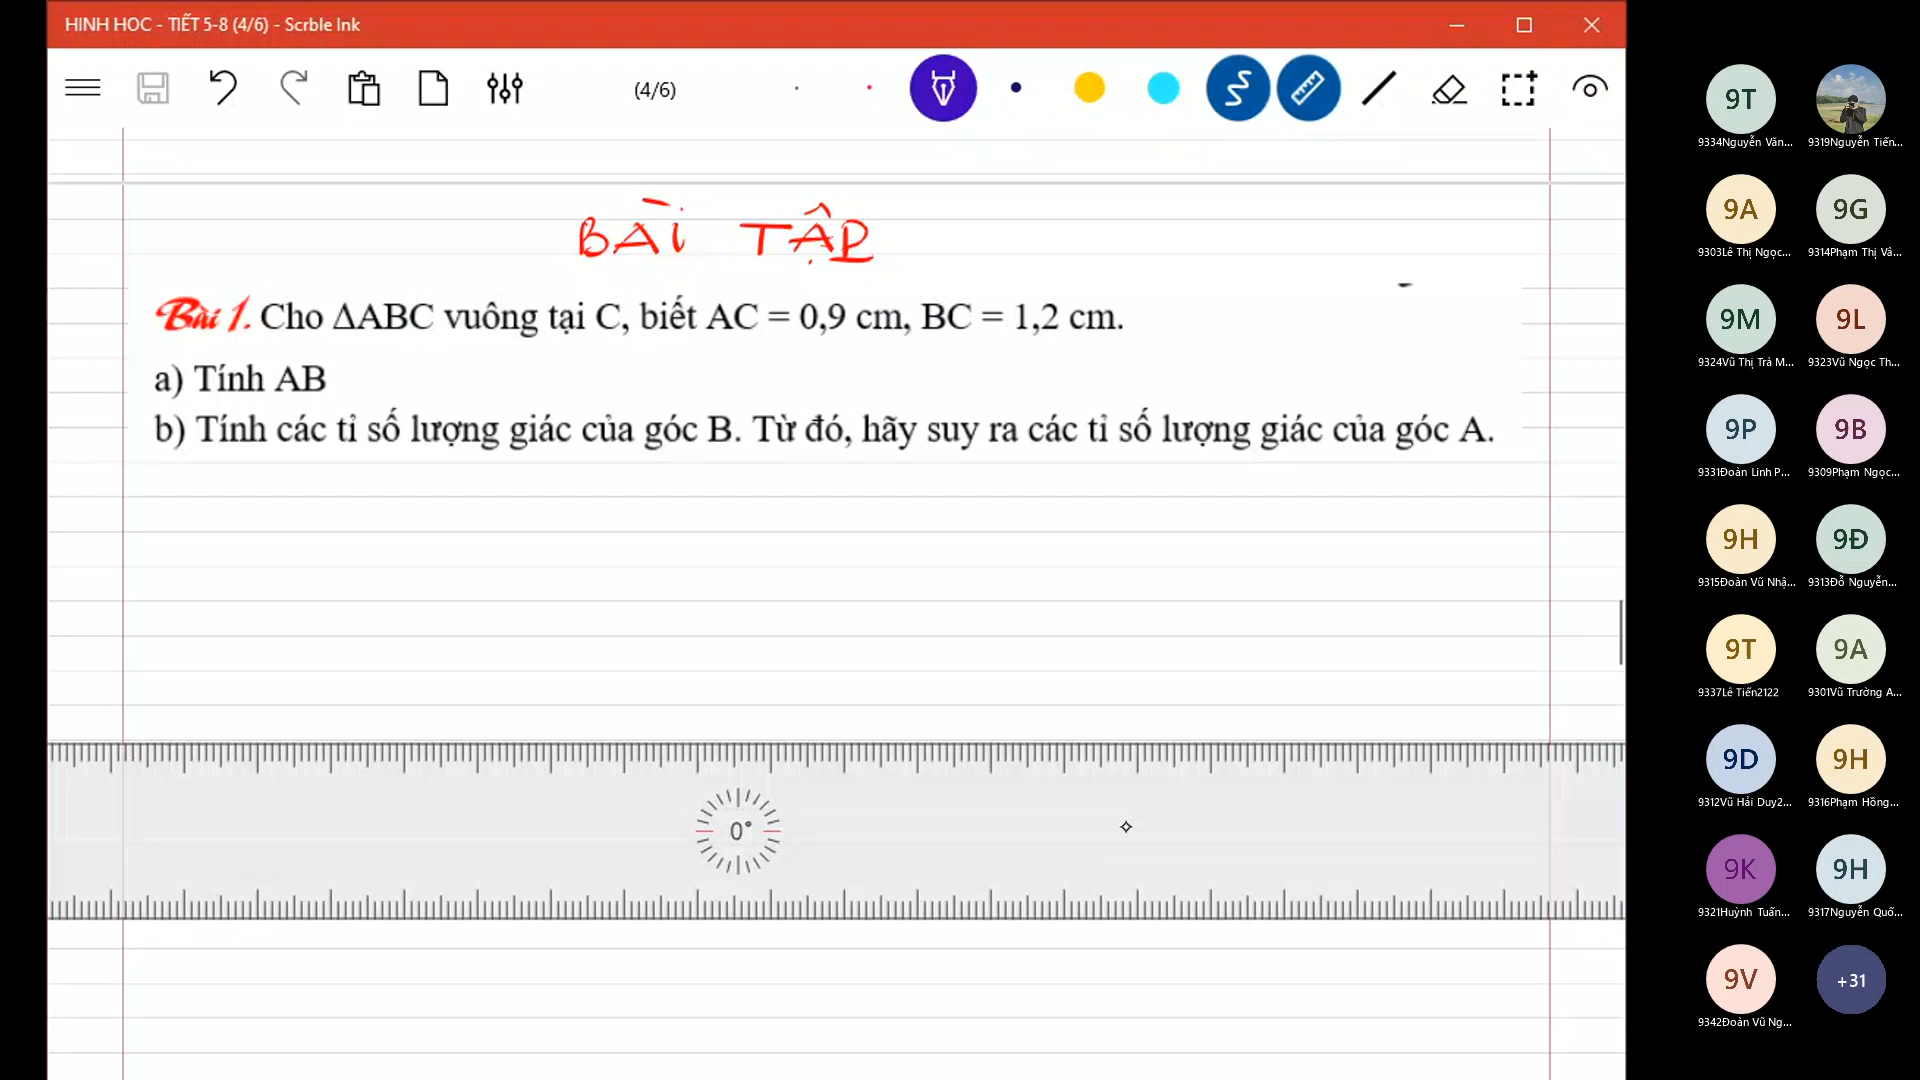 HINH HOC - TIẾT 5-8 (4/6) - Scrble Ink
(4/6)
BÀI TẬP
Bài 1. Cho ΔABC vuông tại C, biết AC = 0,9 cm, BC = 1,2 cm.
a) Tính AB
b) Tính các tỉ số lượng giác của góc B. Từ đó, hãy suy ra các tỉ số lượng giác của góc A.
0°
9T
9334Nguyễn Văn...
9319Nguyễn Tiến...
9A
9303Lê Thị Ngọc...
9G
9314Phạm Thị Vâ...
9M
9324Vũ Thị Trà M...
9L
9323Vũ Ngọc Th...
9P
9331Đoàn Linh P...
9B
9309Phạm Ngọc...
9H
9315Đoàn Vũ Nhậ...
9Đ
9313Đỗ Nguyễn...
9T
9337Lê Tiến2122
9A
9301Vũ Trường A...
9D
9312Vũ Hải Duy2...
9H
9316Phạm Hồng...
9K
9321Huỳnh Tuấn...
9H
9317Nguyễn Quố...
9V
9342Đoàn Vũ Ng...
+31